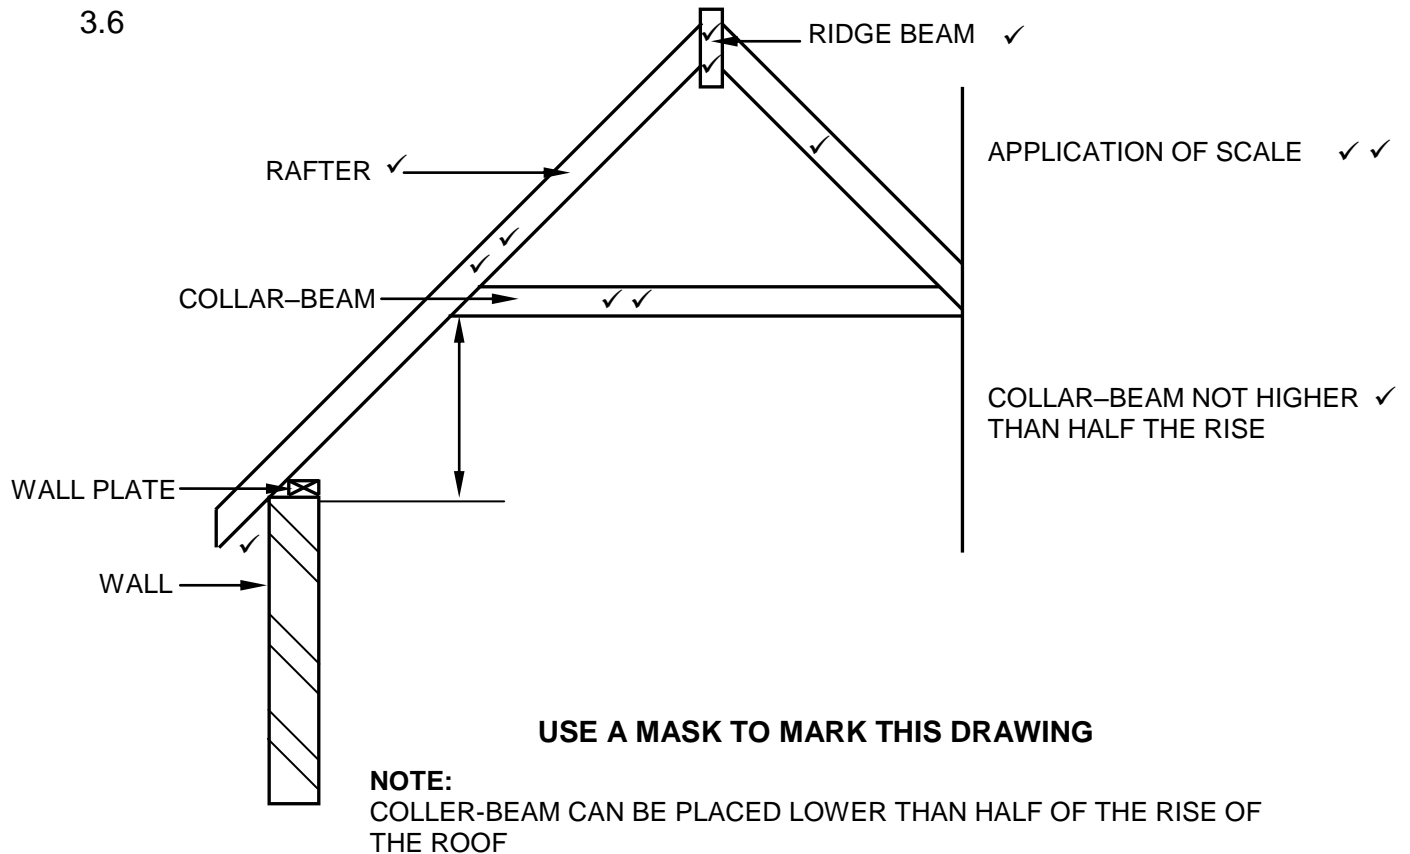 3.6
RIDGE BEAM ✓
APPLICATION OF SCALE ✓ ✓
RAFTER ✓
COLLAR–BEAM
COLLAR–BEAM NOT HIGHER ✓
THAN HALF THE RISE
WALL PLATE
WALL
USE A MASK TO MARK THIS DRAWING
NOTE:
COLLER-BEAM CAN BE PLACED LOWER THAN HALF OF THE RISE OF
THE ROOF